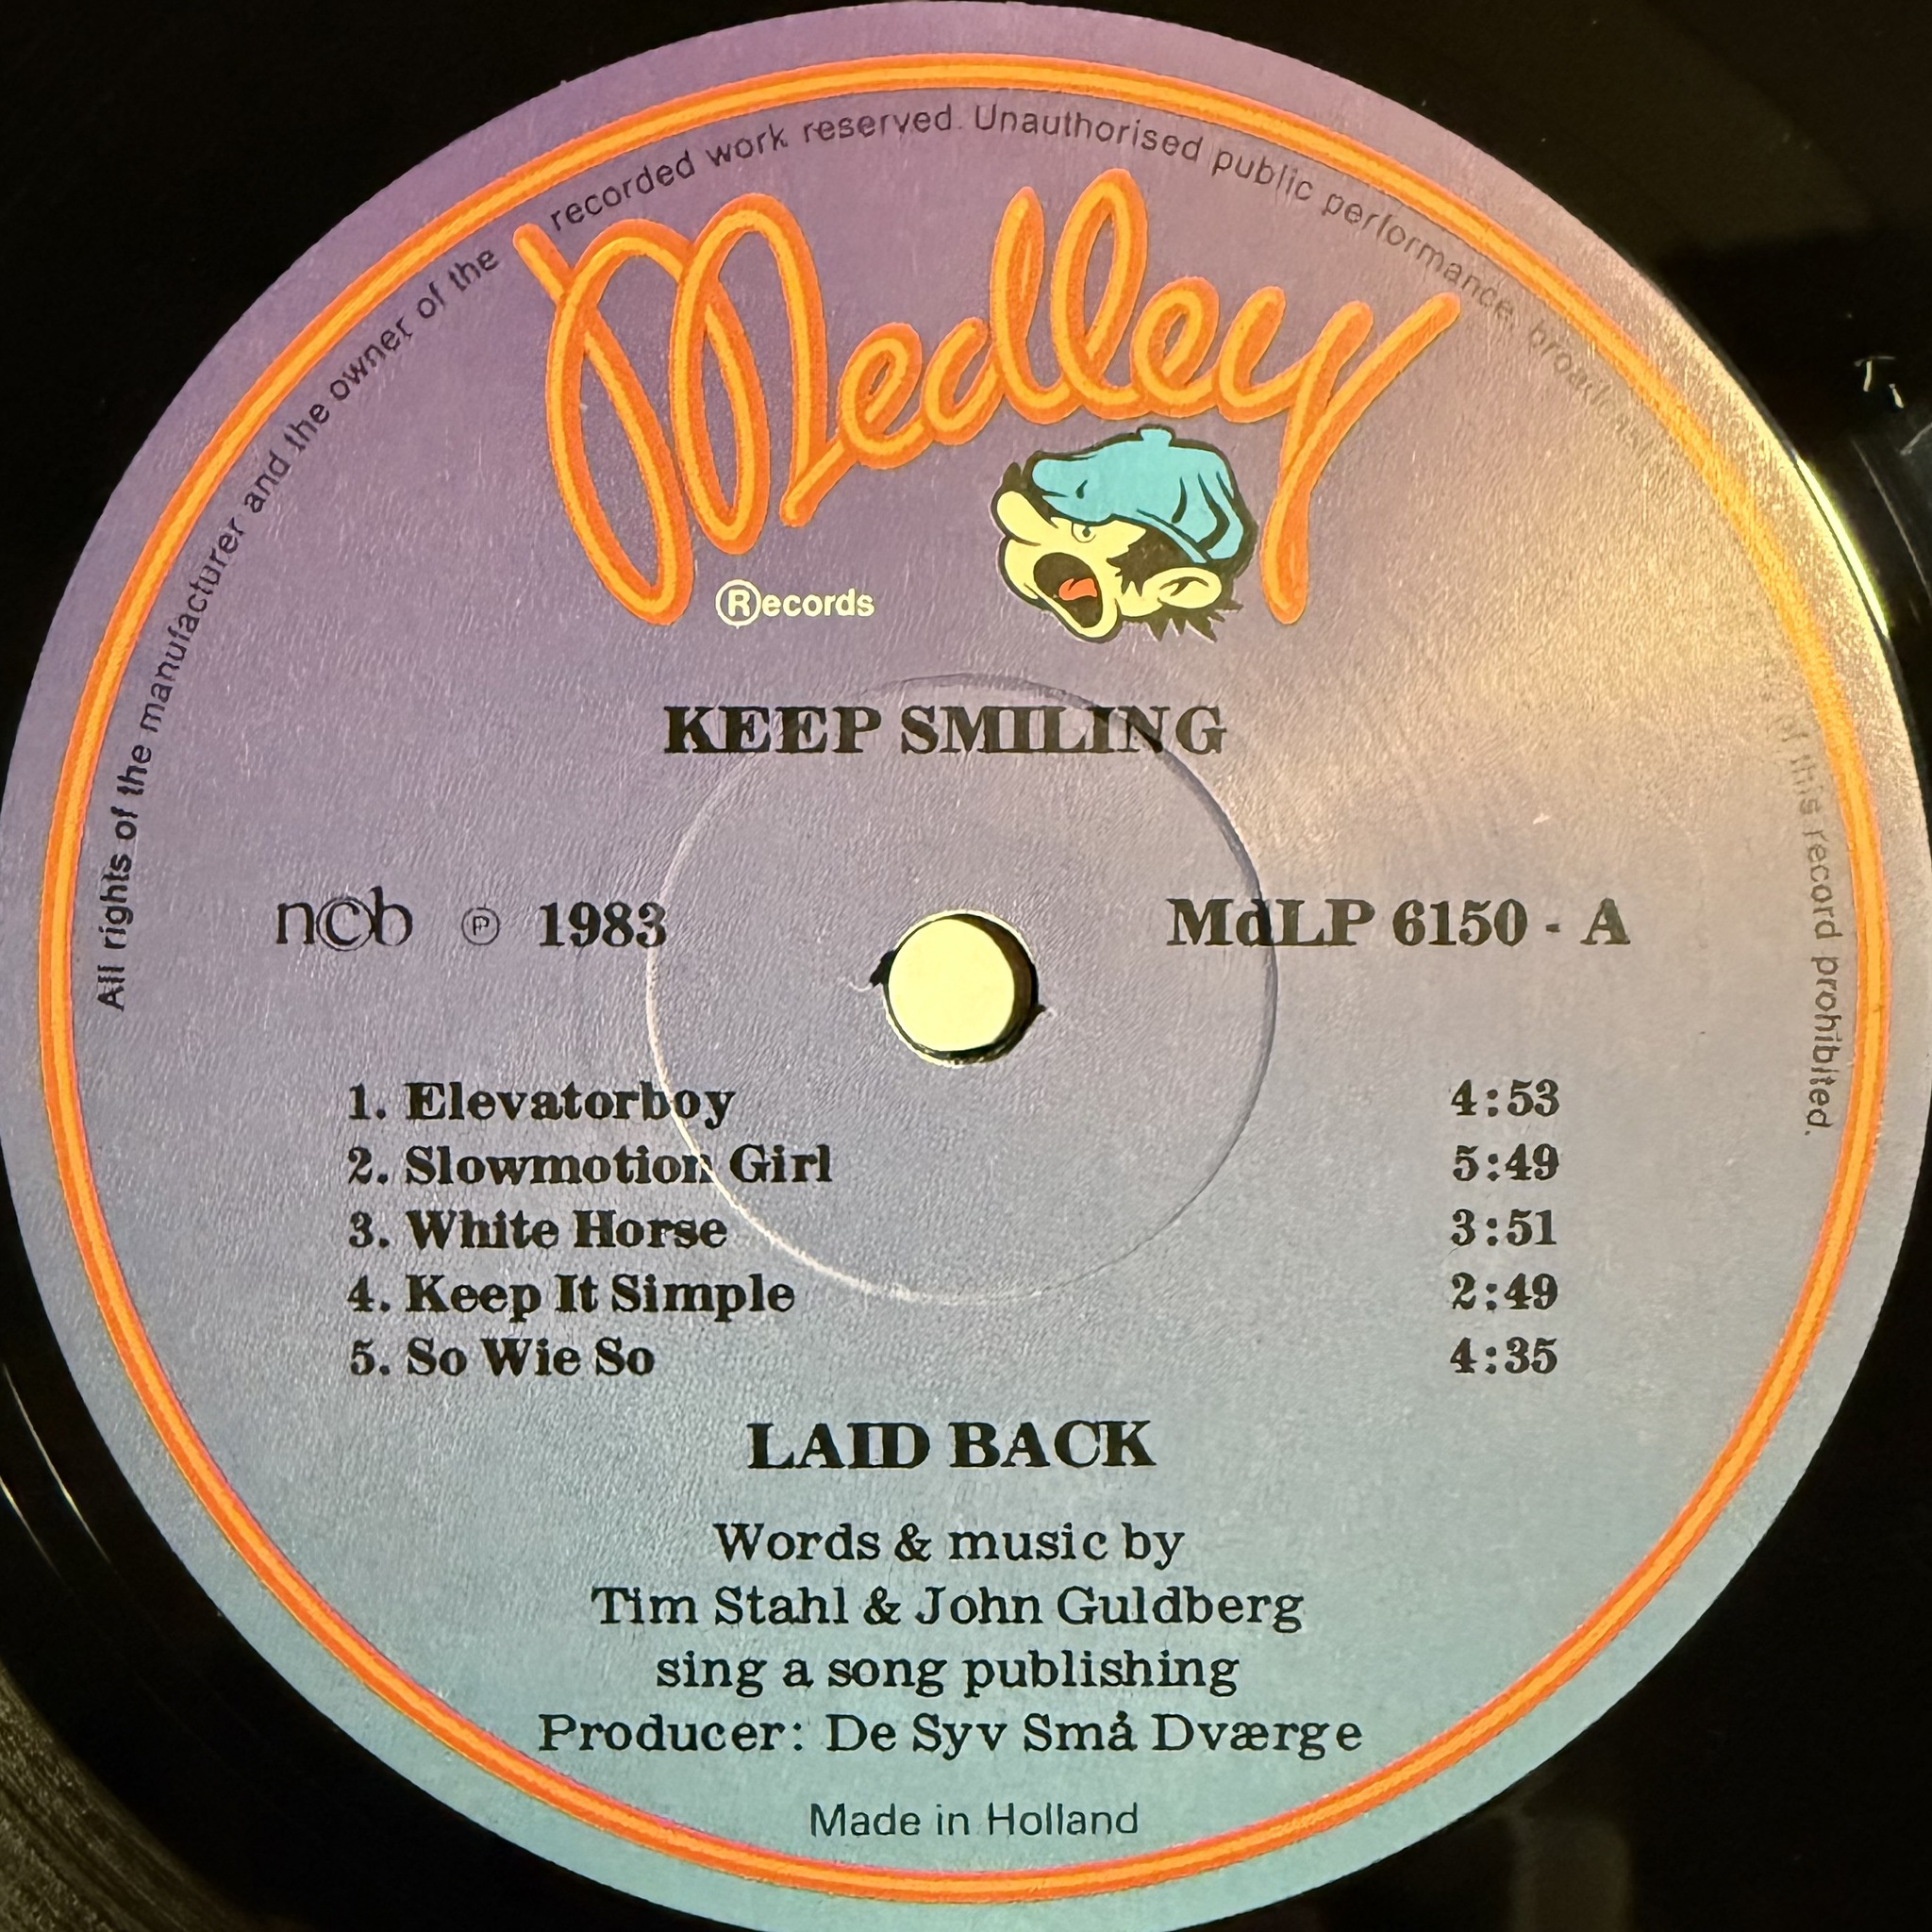 All rights of the manufacturer and the owner of the recorded work reserved. Unauthorised public performance, broadcasting of this record prohibited.
Medley
Records
KEEP SMILING
ncb ℗ 1983
MdLP 6150 - A
1. Elevatorboy 4:53
2. Slowmotion Girl 5:49
3. White Horse 3:51
4. Keep It Simple 2:49
5. So Wie So 4:35
LAID BACK
Words & music by
Tim Stahl & John Guldberg
sing a song publishing
Producer: De Syv Små Dværge
Made in Holland